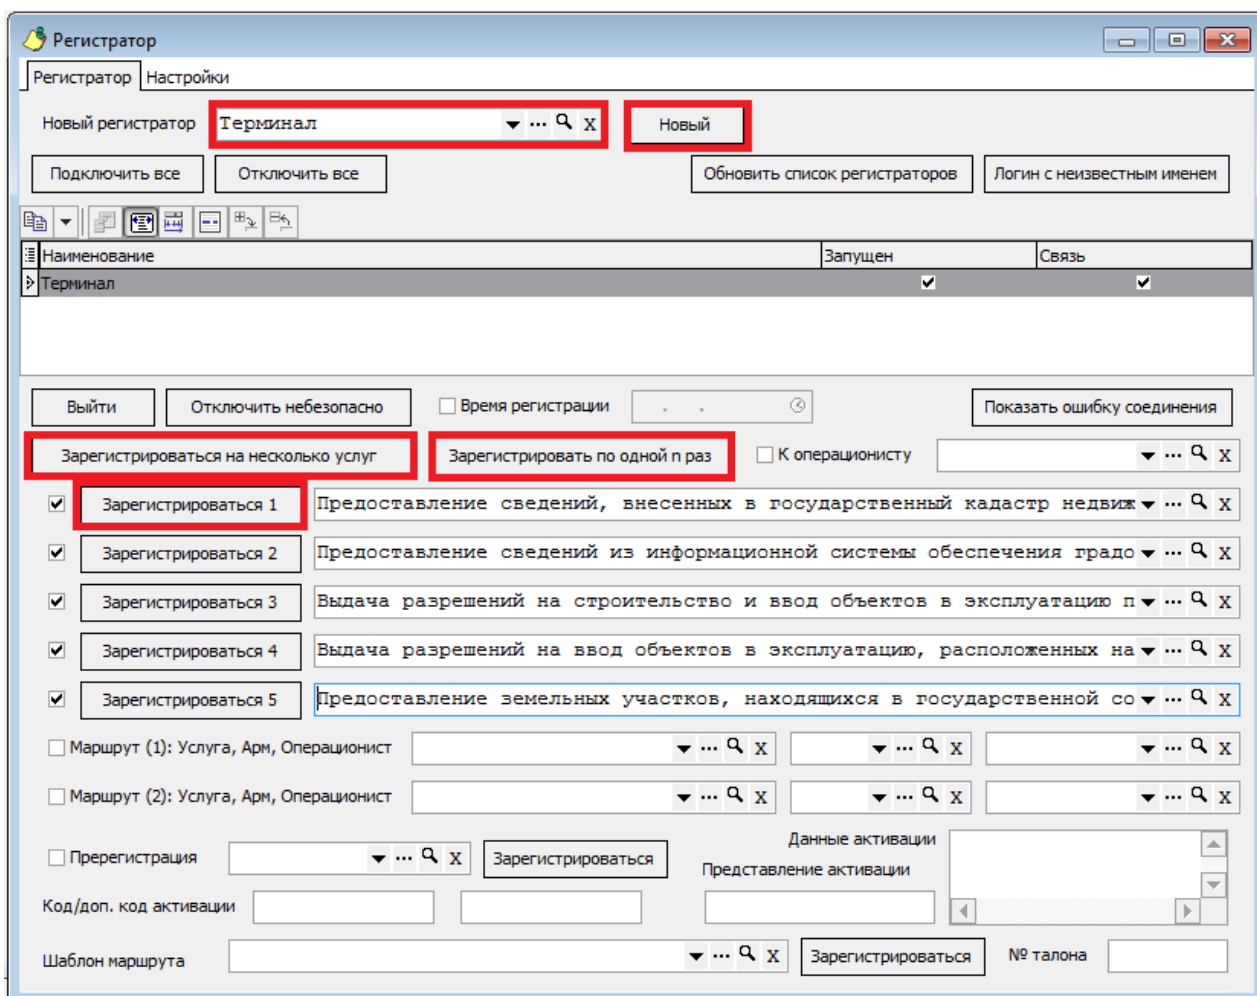 Регистратор
Регистратор Настройки
Новый регистратор Терминал ... X Новый
Подключить все Отключить все Обновить список регистраторов Логин с неизвестным именем
Наименование Запущен Связь
Терминал
Выйти Отключить небезопасно Время регистрации . . Показать ошибку соединения
Зарегистрироваться на несколько услуг Зарегистрировать по одной n раз К операционисту ... X
Зарегистрироваться 1 Предоставление сведений, внесенных в государственный кадастр недвиж ... X
Зарегистрироваться 2 Предоставление сведений из информационной системы обеспечения градо ... X
Зарегистрироваться 3 Выдача разрешений на строительство и ввод объектов в эксплуатацию п ... X
Зарегистрироваться 4 Выдача разрешений на ввод объектов в эксплуатацию, расположенных на ... X
Зарегистрироваться 5 Предоставление земельных участков, находящихся в государственной со ... X
Маршрут (1): Услуга, Арм, Операционист ... X ... X ... X
Маршрут (2): Услуга, Арм, Операционист ... X ... X ... X
Данные активации
Пререгистрация ... X Зарегистрироваться Представление активации
Код/доп. код активации
Шаблон маршрута ... X Зарегистрироваться № талона